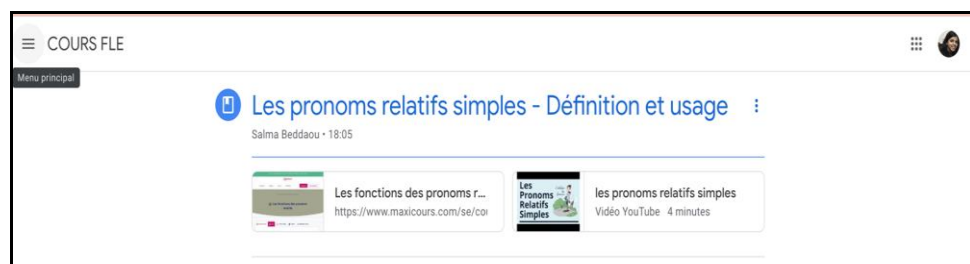 COURS FLE
Menu principal
Les pronoms relatifs simples - Définition et usage
Salma Beddaou • 18:05
Les fonctions des pronoms r...
https://www.maxicours.com/se/cou
Les
Pronoms
Relatifs
Simples
les pronoms relatifs simples
Vidéo YouTube 4 minutes